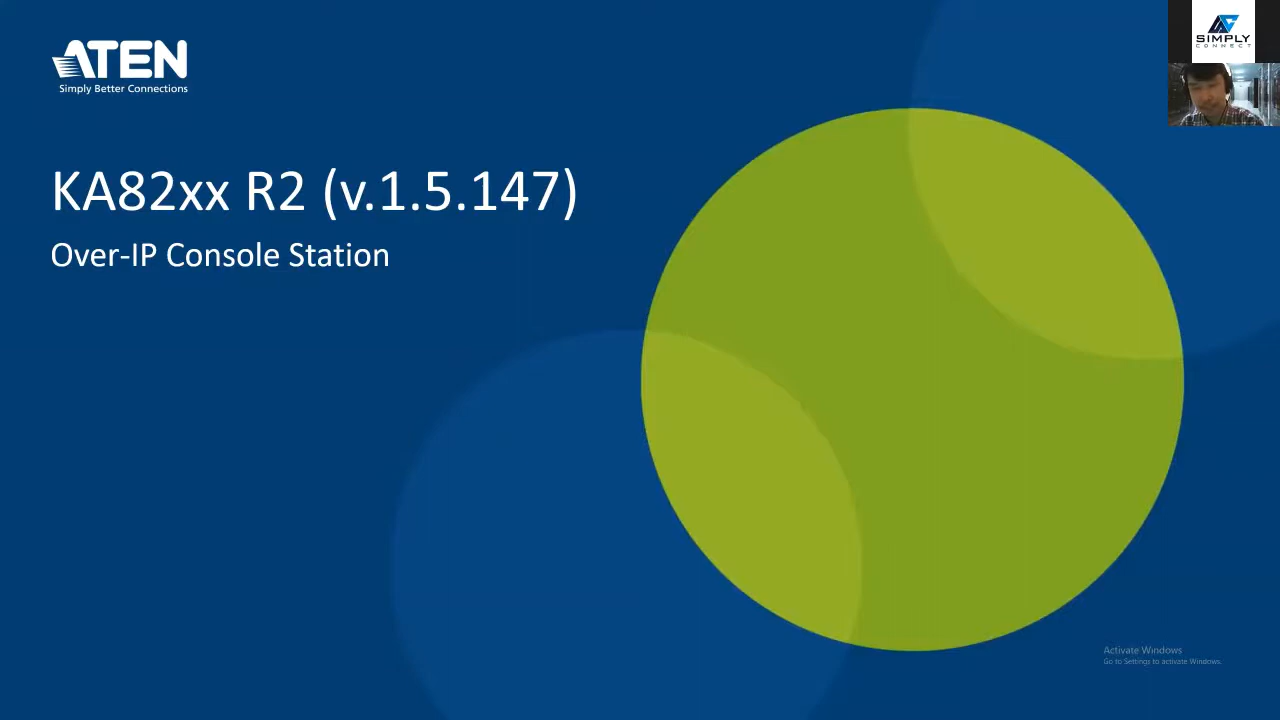 ATEN
Simply Better Connections
SIMPLY
CONNECT
KA82xx R2 (v.1.5.147)
Over-IP Console Station
Activate Windows
Go to Settings to activate Windows.